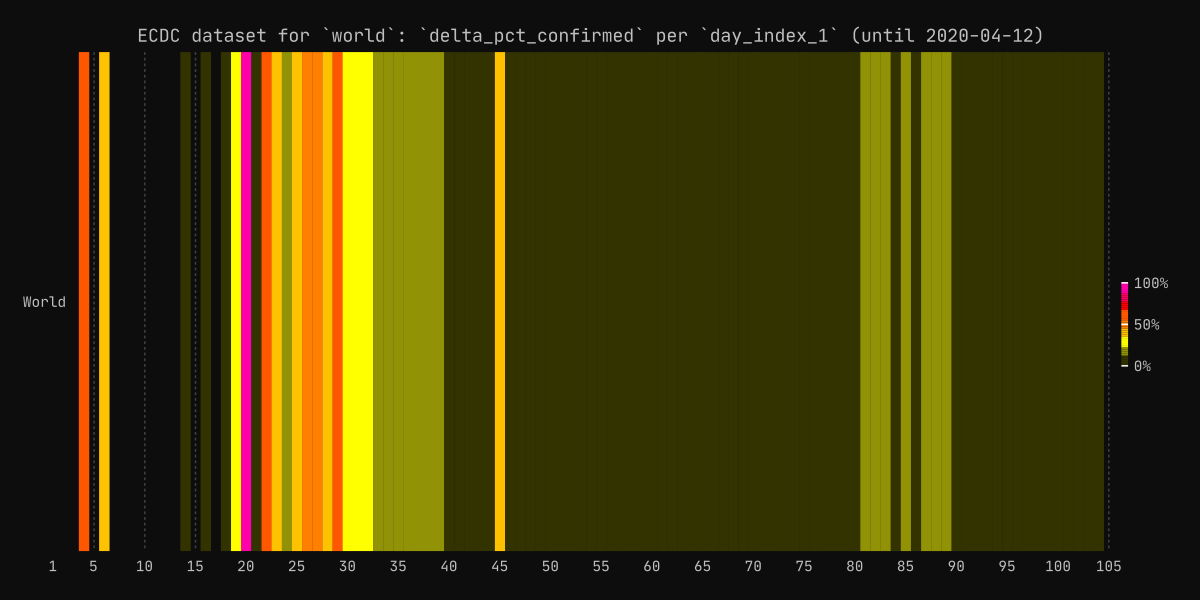 ECDC dataset for `world`: `delta_pct_confirmed` per `day_index_1` (until 2020-04-12)
World
100%
50%
0%
1 5 10 15 20 25 30 35 40 45 50 55 60 65 70 75 80 85 90 95 100 105